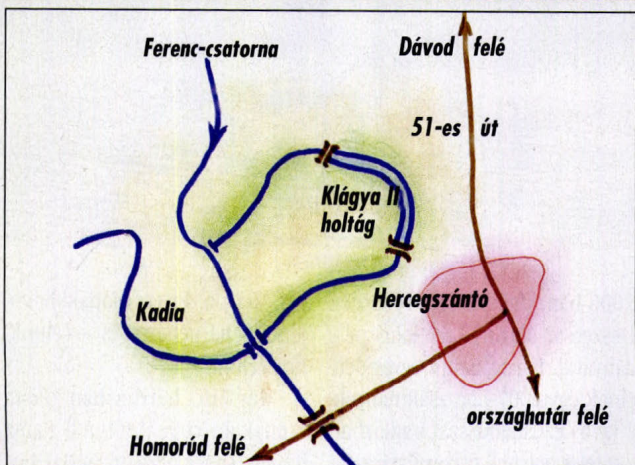 Ferenc-csatorna
Dávod felé
51-es út
Klágya II
holtág
Hercegszántó
Kadia
országhatár felé
Homorúd felé